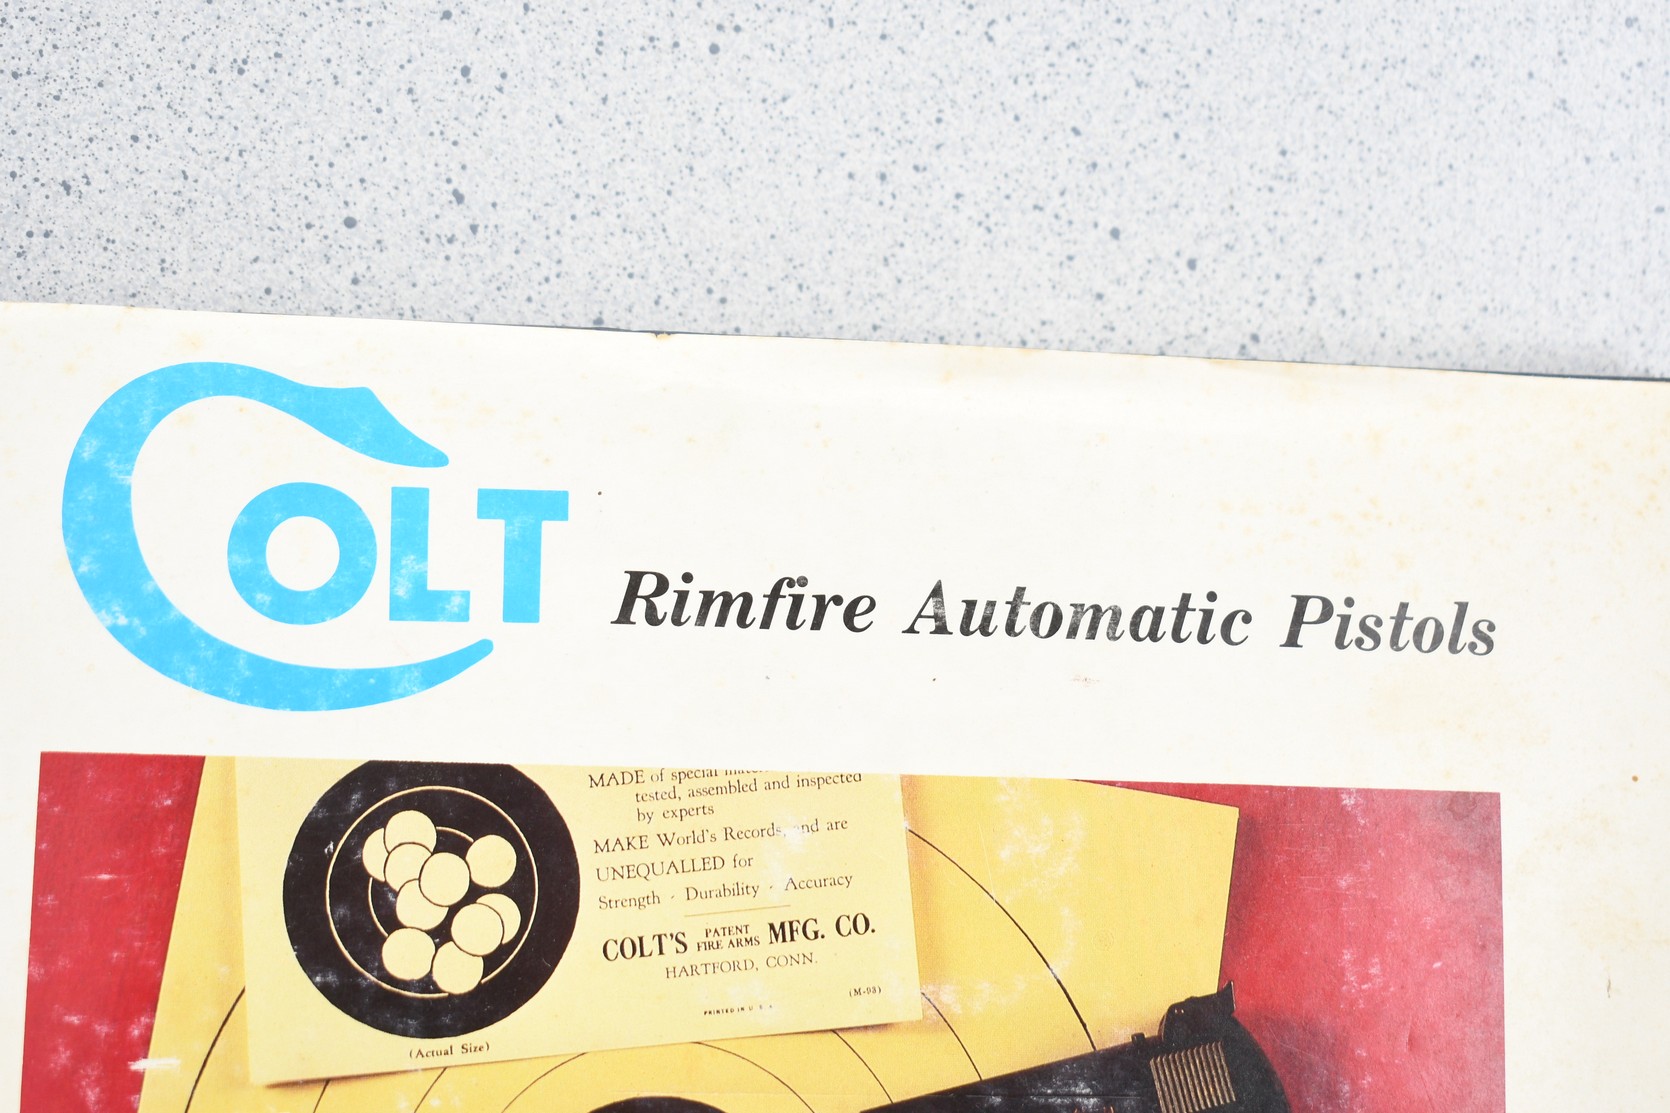 COLT
Rimfire Automatic Pistols
MADE of special
tested, assembled and inspected
by experts
MAKE World's Records, and are
UNEQUALLED for
Strength - Durability - Accuracy
COLT'S PATENT FIRE ARMS MFG. CO.
HARTFORD, CONN.
(M-93)
PRINTED IN U. S. A.
(Actual Size)